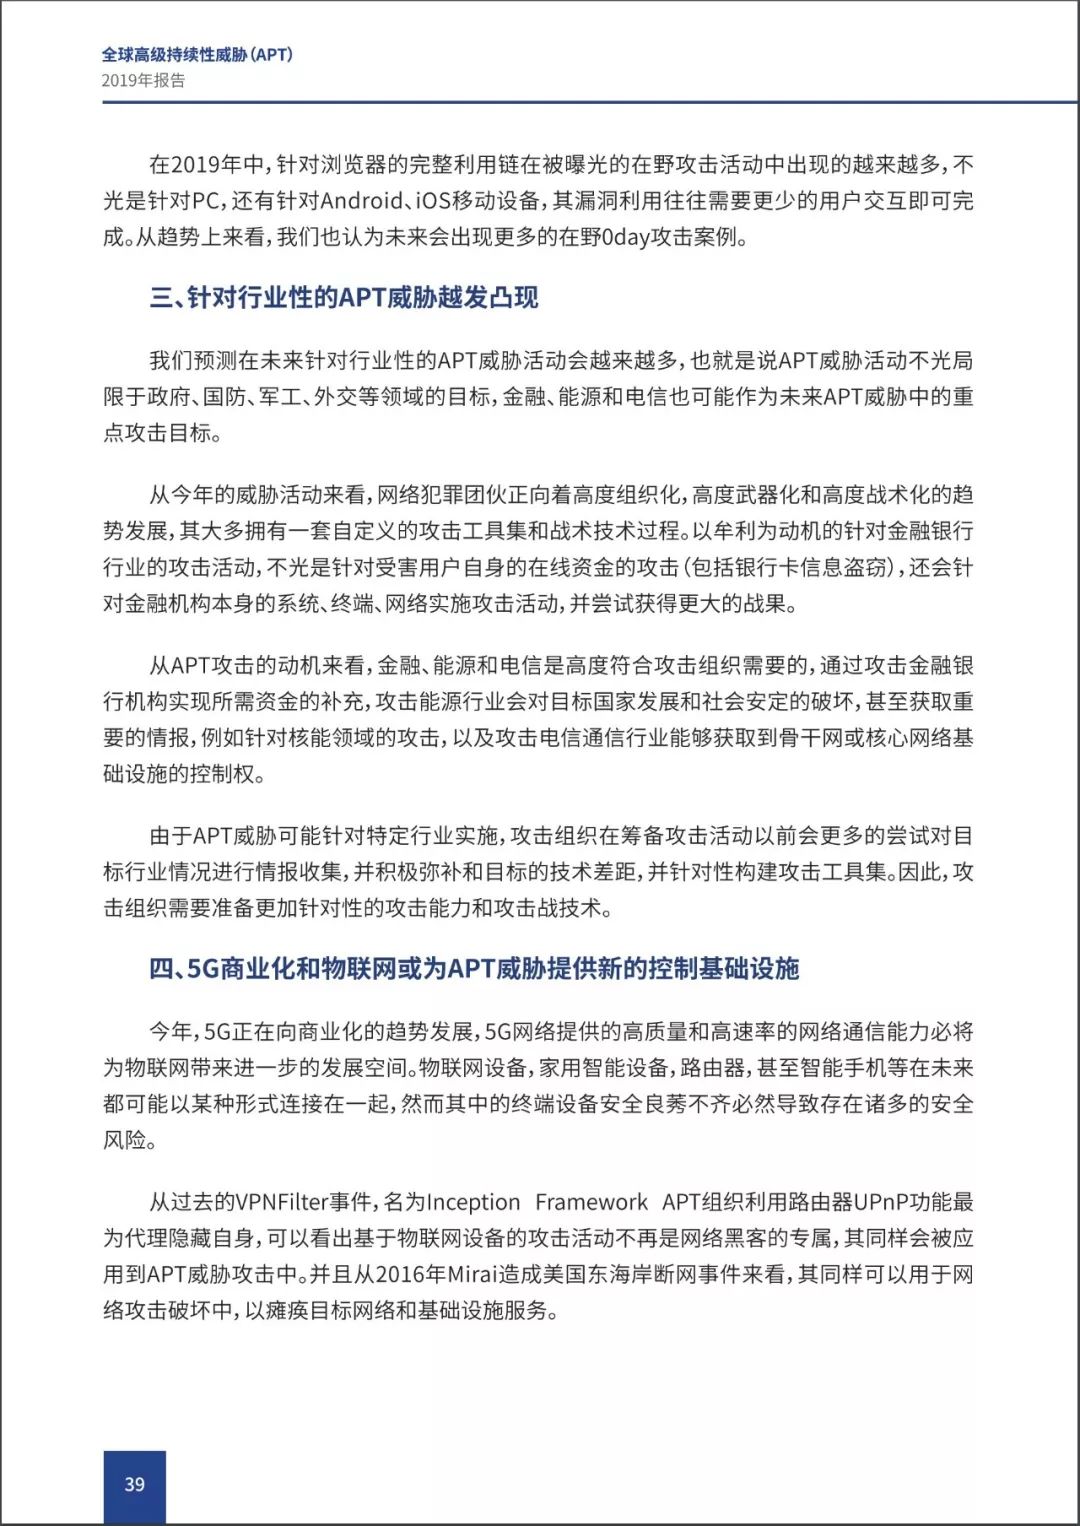 全球高级持续性威胁(APT)
2019年报告
在2019年中，针对浏览器的完整利用链在被曝光的在野攻击活动中出现的越来越多，不
光是针对PC，还有针对Android、iOS移动设备，其漏洞利用往往需要更少的用户交互即可完
成。从趋势上来看，我们也认为未来会出现更多的在野0day攻击案例。
三、针对行业性的APT威胁越发凸现
我们预测在未来针对行业性的APT威胁活动会越来越多，也就是说APT威胁活动不光局
限于政府、国防、军工、外交等领域的目标，金融、能源和电信也可能作为未来APT威胁中的重
点攻击目标。
从今年的威胁活动来看，网络犯罪团伙正向着高度组织化，高度武器化和高度战术化的趋
势发展，其大多拥有一套自定义的攻击工具集和战术技术过程。以牟利为动机的针对金融银行
行业的攻击活动，不光是针对受害用户自身的在线资金的攻击（包括银行卡信息盗窃），还会针
对金融机构本身的系统、终端、网络实施攻击活动，并尝试获得更大的战果。
从APT攻击的动机来看，金融、能源和电信是高度符合攻击组织需要的，通过攻击金融银
行机构实现所需资金的补充，攻击能源行业会对目标国家发展和社会安定的破坏，甚至获取重
要的情报，例如针对核能领域的攻击，以及攻击电信通信行业能够获取到骨干网或核心网络基
础设施的控制权。
由于APT威胁可能针对特定行业实施，攻击组织在筹备攻击活动以前会更多的尝试对目
标行业情况进行情报收集，并积极弥补和目标的技术差距，并针对性构建攻击工具集。因此，攻
击组织需要准备更加针对性的攻击能力和攻击战技术。
四、5G商业化和物联网或为APT威胁提供新的控制基础设施
今年，5G正在向商业化的趋势发展，5G网络提供的高质量和高速率的网络通信能力必将
为物联网带来进一步的发展空间。物联网设备，家用智能设备，路由器，甚至智能手机等在未来
都可能以某种形式连接在一起，然而其中的终端设备安全良莠不齐必然导致存在诸多的安全
风险。
从过去的VPNFilter事件，名为Inception Framework APT组织利用路由器UPnP功能最
为代理隐藏自身，可以看出基于物联网设备的攻击活动不再是网络黑客的专属，其同样会被应
用到APT威胁攻击中。并且从2016年Mirai造成美国东海岸断网事件来看，其同样可以用于网
络攻击破坏中，以瘫痪目标网络和基础设施服务。
39